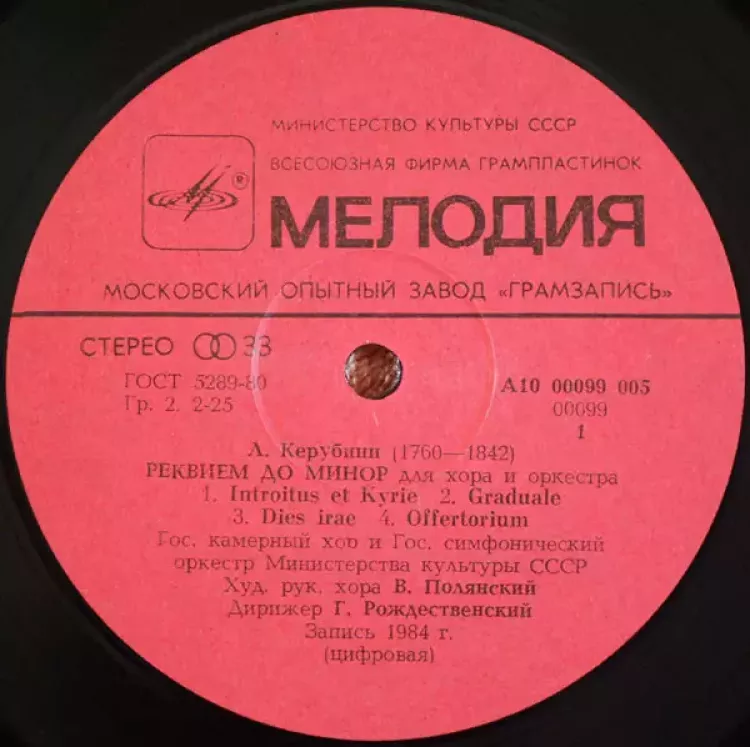 МИНИСТЕРСТВО КУЛЬТУРЫ СССР
ВСЕСОЮЗНАЯ ФИРМА ГРАМПЛАСТИНОК
® МЕЛОДИЯ
МОСКОВСКИЙ ОПЫТНЫЙ ЗАВОД «ГРАМЗАПИСЬ»
СТЕРЕО 33
ГОСТ 5289-80
Гр. 2. 2-25
А10 00099 005
00099
1
Л. Керубини (1760—1842)
РЕКВИЕМ ДО МИНОР для хора и оркестра
1. Introitus et Kyrie 2. Graduale
3. Dies irae 4. Offertorium
Гос. камерный хор и Гос. симфонический
оркестр Министерства культуры СССР
Худ. рук. хора В. Полянский
Дирижер Г. Рождественский
Запись 1984 г.
(цифровая)